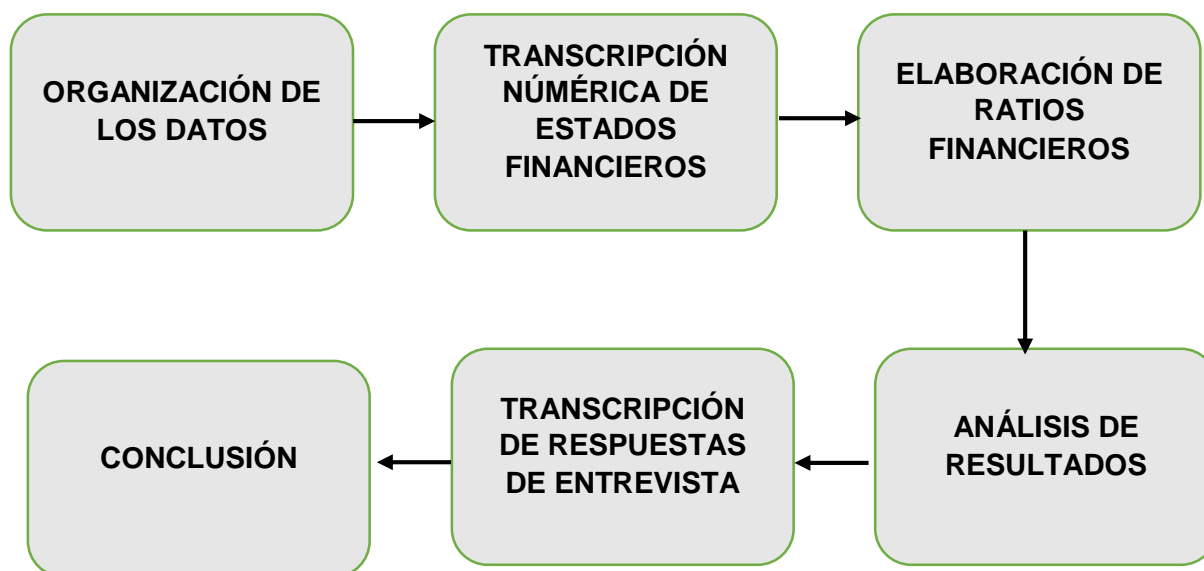 ORGANIZACIÓN DE
LOS DATOS
TRANSCRIPCIÓN
NÚMÉRICA DE
ESTADOS
FINANCIEROS
ELABORACIÓN DE
RATIOS
FINANCIEROS
ANÁLISIS DE
RESULTADOS
TRANSCRIPCIÓN
DE RESPUESTAS
DE ENTREVISTA
CONCLUSIÓN